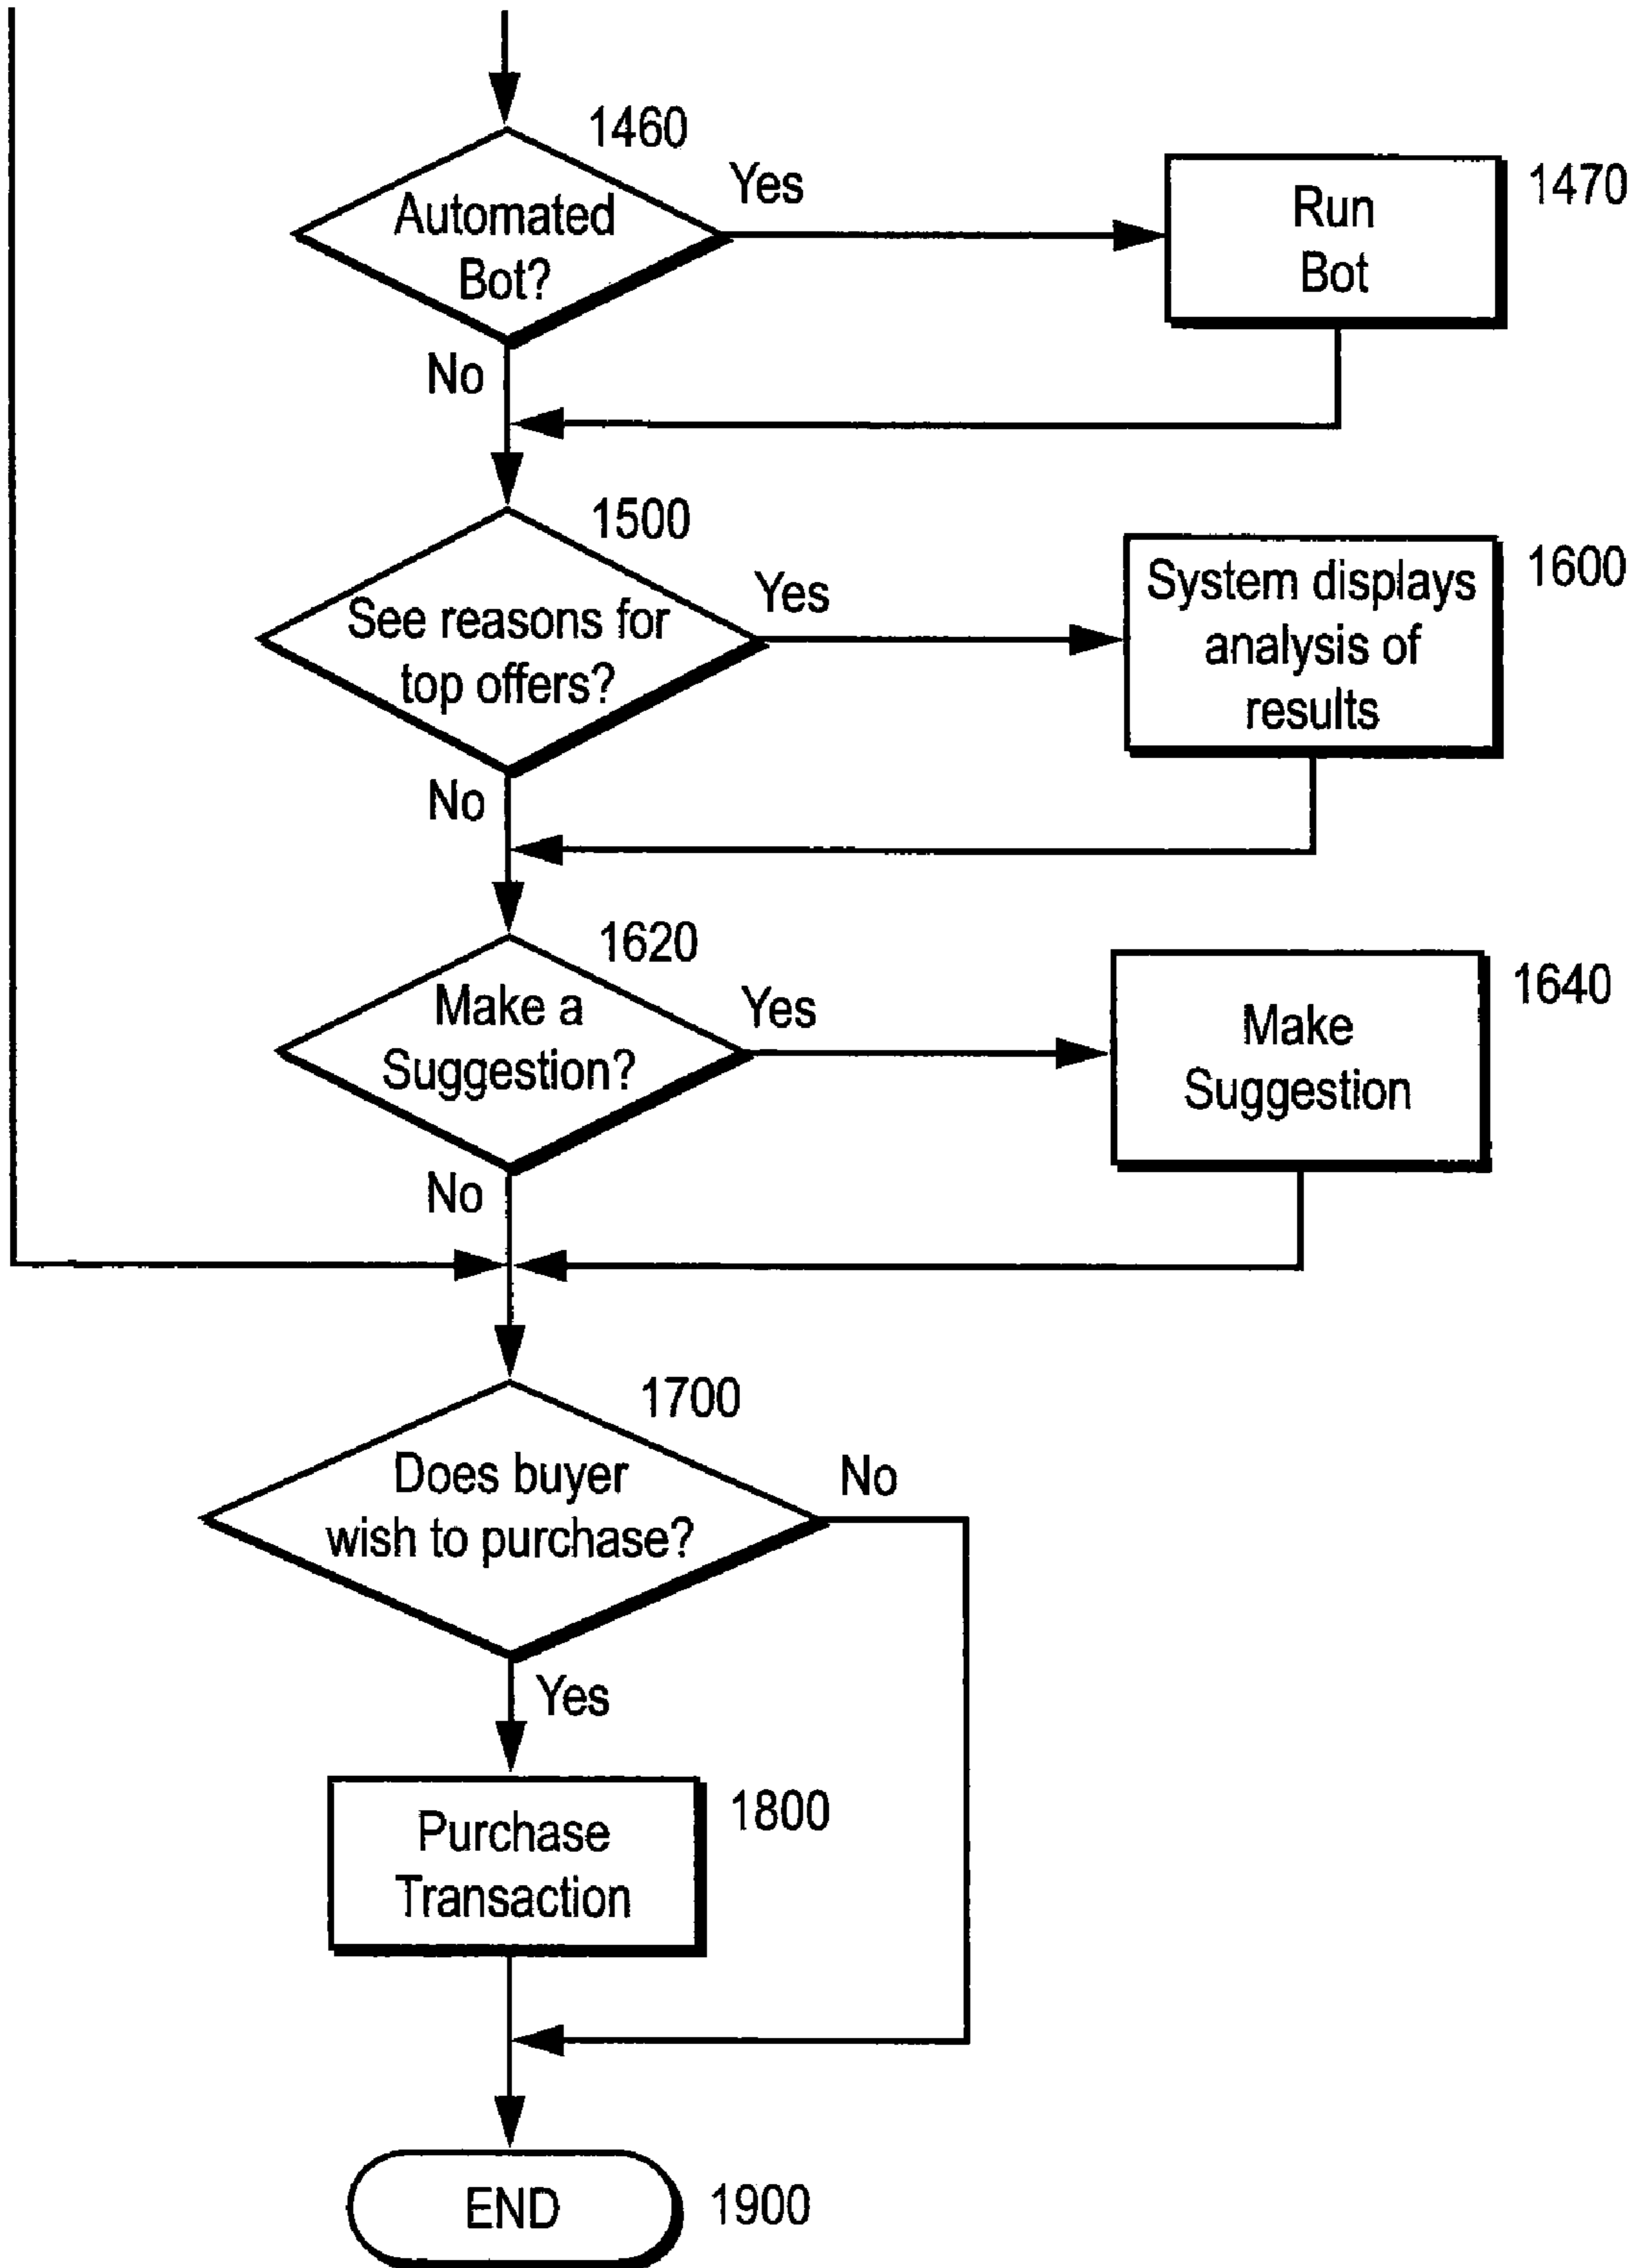 1460
Automated
Bot?
Yes
Run
Bot
1470
No
1500
See reasons for
top offers?
Yes
System displays
analysis of
results
1600
No
1620
Make a
Suggestion?
Yes
Make
Suggestion
1640
No
1700
Does buyer
wish to purchase?
No
Yes
Purchase
Transaction
1800
END
1900